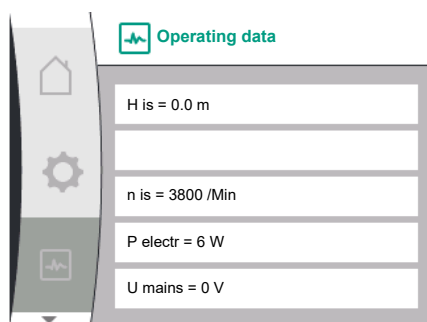 Operating data
H is = 0.0 m
n is = 3800 /Min
P electr = 6 W
U mains = 0 V